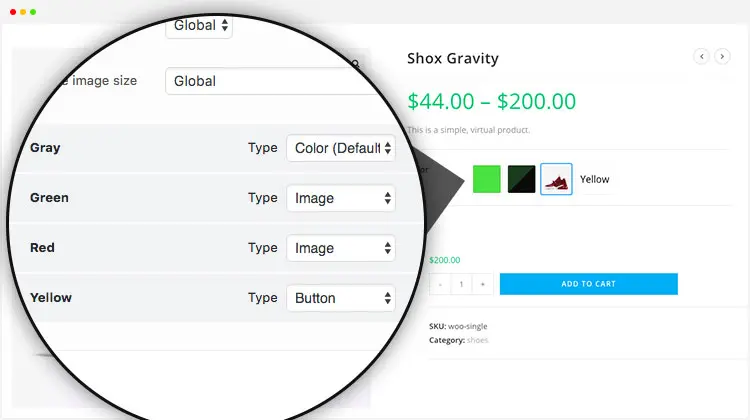 Global
image size
Global
Gray Type Color (Default
Green Type Image
Red Type Image
Yellow Type Button
Shox Gravity
$44.00 – $200.00
This is a simple, virtual product.
Yellow
$200.00
- 1 +
ADD TO CART
SKU: woo-single
Category: shoes